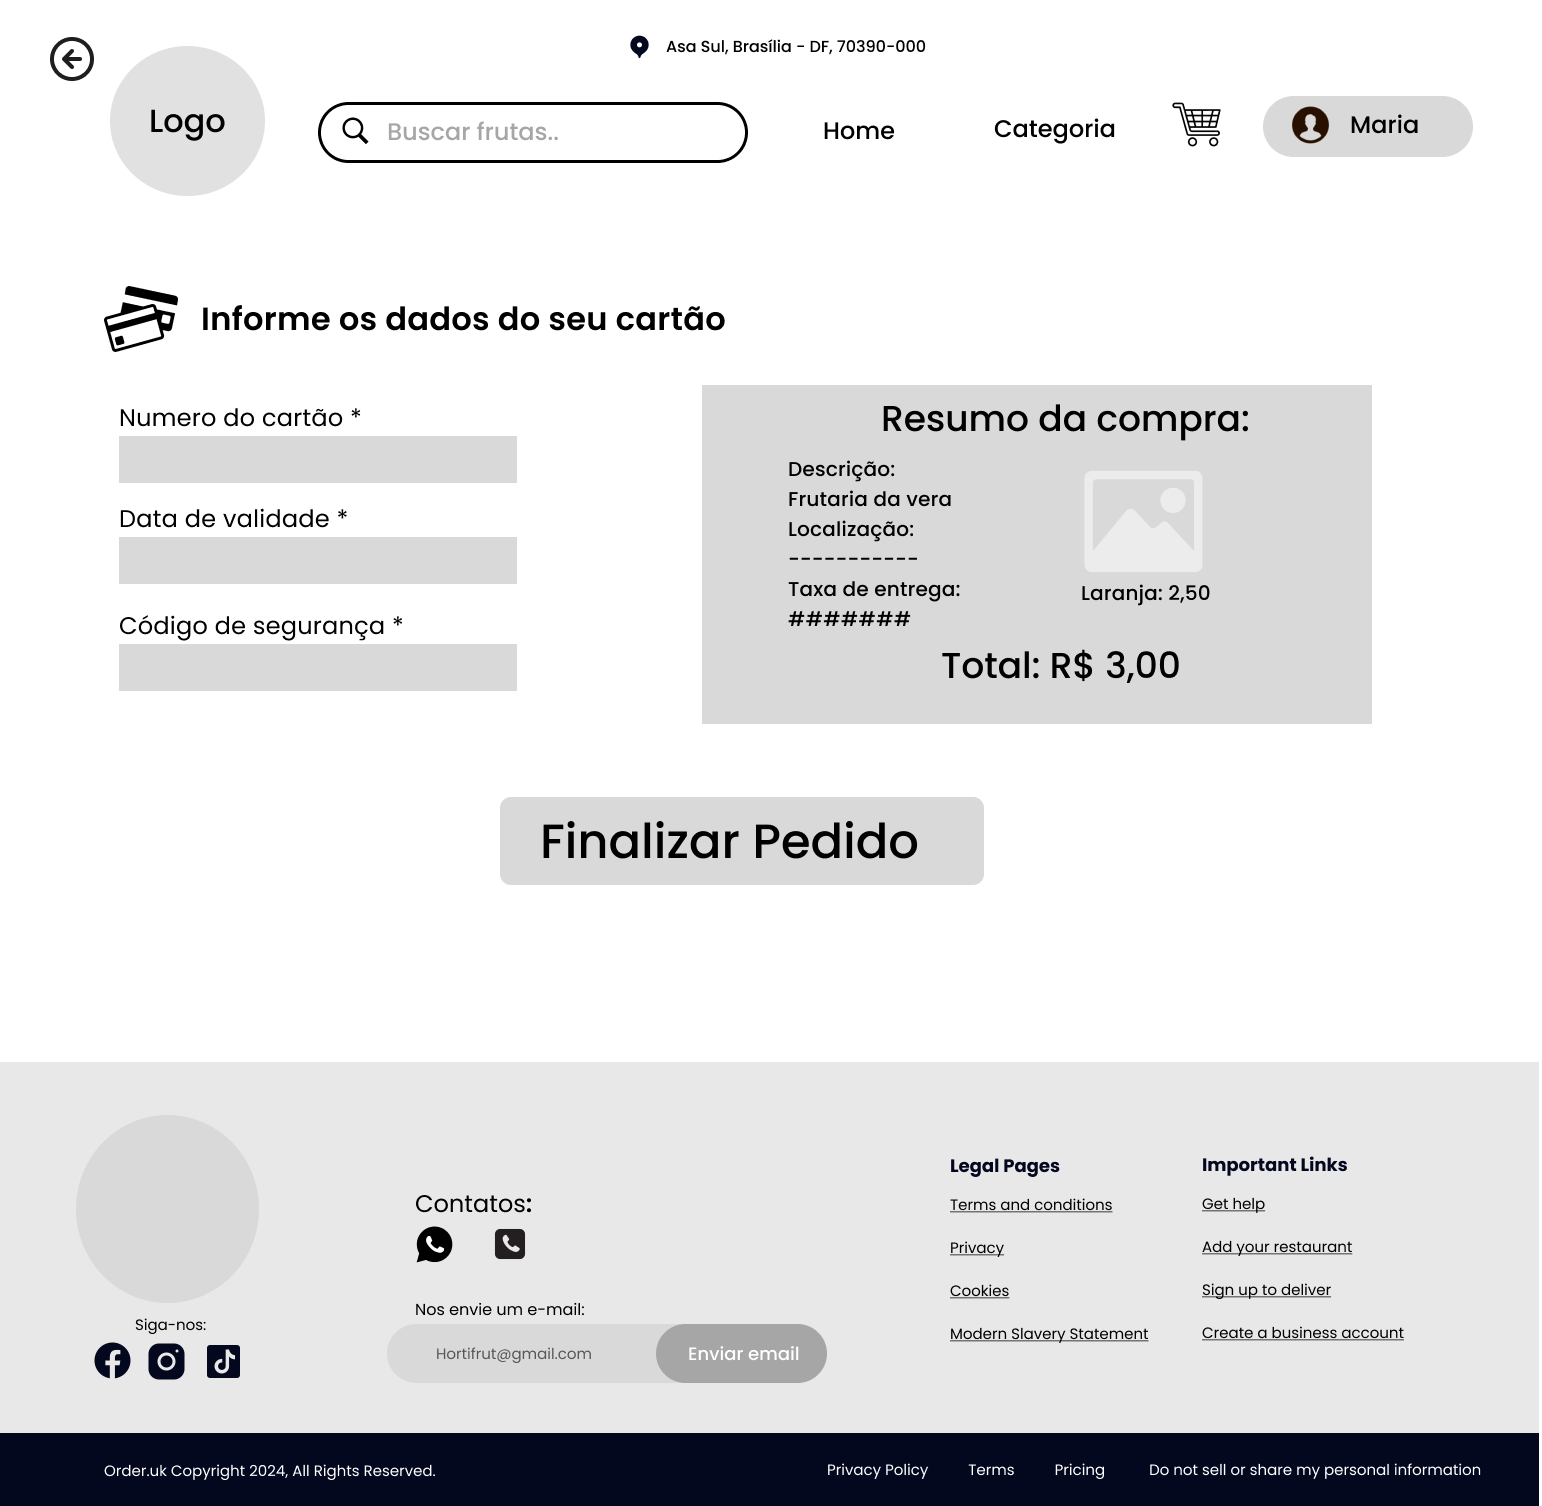 Asa Sul, Brasília - DF, 70390-000
Logo
Buscar frutas..
Home
Categoria
Maria
Informe os dados do seu cartão
Numero do cartão *
Data de validade *
Código de segurança *
Resumo da compra:
Descrição:
Frutaria da vera
Localização:
-----------
Taxa de entrega:
#######
Laranja: 2,50
Total: R$ 3,00
Finalizar Pedido
Siga-nos:
Contatos:
Nos envie um e-mail:
Hortifrut@gmail.com
Enviar email
Legal Pages
Terms and conditions
Privacy
Cookies
Modern Slavery Statement
Important Links
Get help
Add your restaurant
Sign up to deliver
Create a business account
Order.uk Copyright 2024, All Rights Reserved.
Privacy Policy
Terms
Pricing
Do not sell or share my personal information